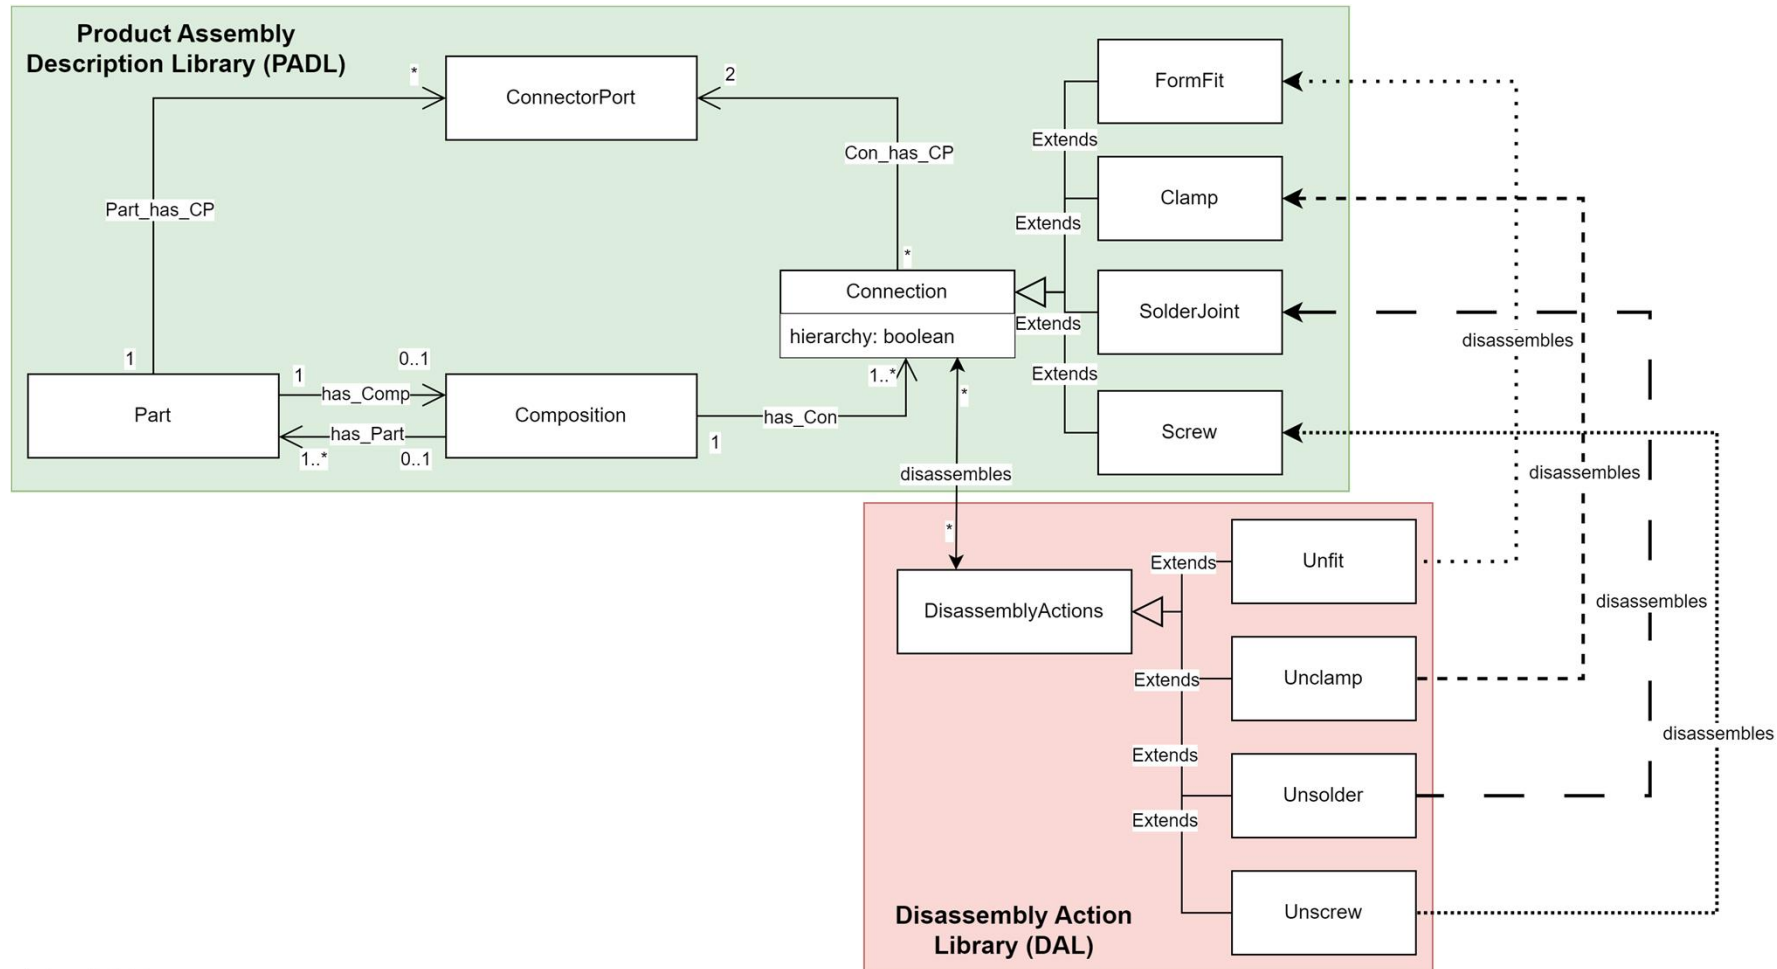 Product Assembly
Description Library (PADL)
*
ConnectorPort
2
FormFit
Extends
Con_has_CP
Clamp
Part_has_CP
Extends
*
Connection
SolderJoint
Extends
hierarchy: boolean
disassembles
1
0..1
1
has_Comp
1..*
Extends
*
Part
Composition
has_Con
Screw
has_Part
1
1..*
0..1
disassembles
disassembles
*
Extends
Unfit
DisassemblyActions
disassembles
Extends
Unclamp
disassembles
Extends
Unsolder
Extends
Disassembly Action
Library (DAL)
Unscrew